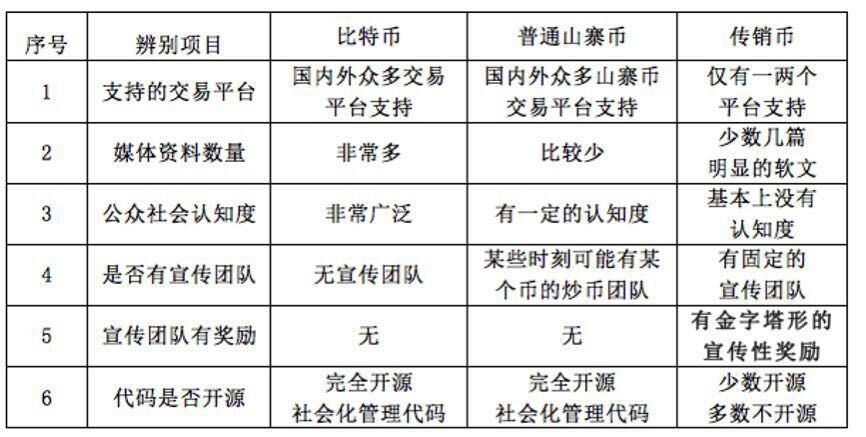 序号 辨别项目 比特币 普通山寨币 传销币
1 支持的交易平台 国内外众多交易 国内外众多山寨币 仅有一两个
平台支持 交易平台支持 平台支持
2 媒体资料数量 非常多 比较少 少数几篇
明显的软文
3 公众社会认知度 非常广泛 有一定的认知度 基本上没有
认知度
4 是否有宣传团队 无宣传团队 某些时刻可能有某 有固定的
个币的炒币团队 宣传团队
5 宣传团队有奖励 无 无 有金字塔形的
宣传性奖励
6 代码是否开源 完全开源 完全开源 少数开源
社会化管理代码 社会化管理代码 多数不开源